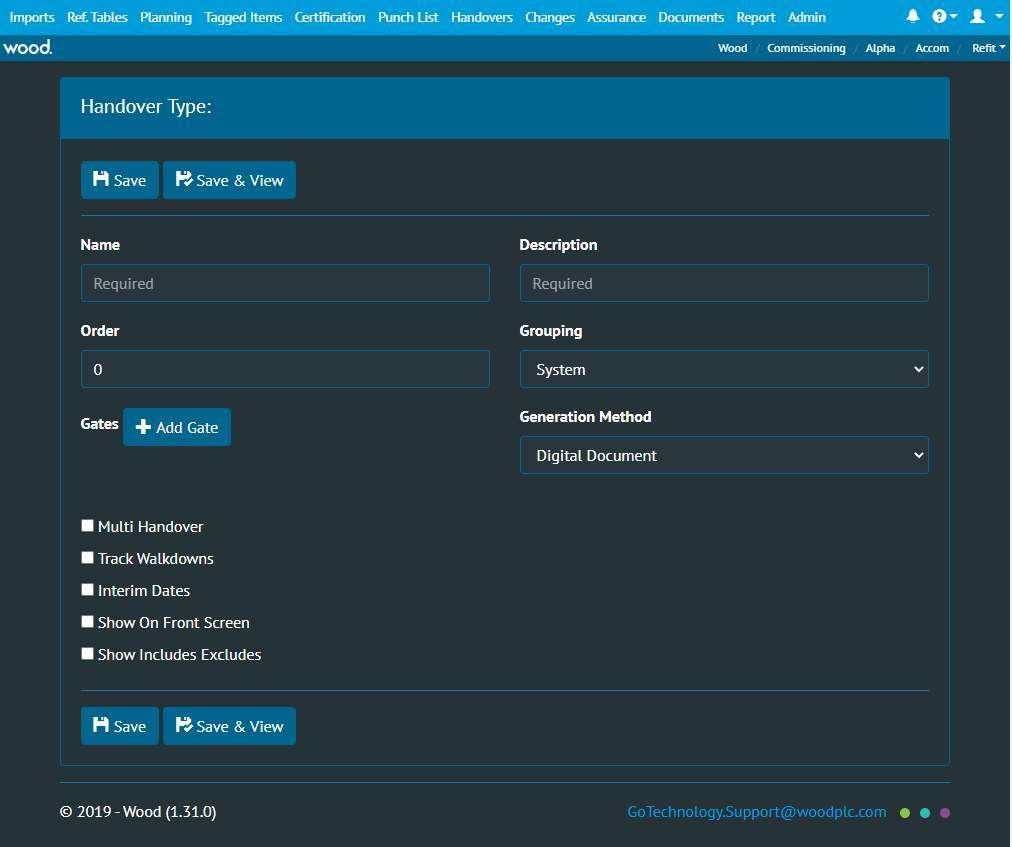 Imports Ref. Tables Planning Tagged Items Certification Punch List Handovers Changes Assurance Documents Report Admin
wood. Wood / Commissioning / Alpha / Accom / Refit
Handover Type:
Save Save & View
Name Description
Required Required
Order Grouping
0 System
Gates Add Gate Generation Method
Digital Document
Multi Handover
Track Walkdowns
Interim Dates
Show On Front Screen
Show Includes Excludes
Save Save & View
© 2019 - Wood (1.31.0) GoTechnology.Support@woodplc.com